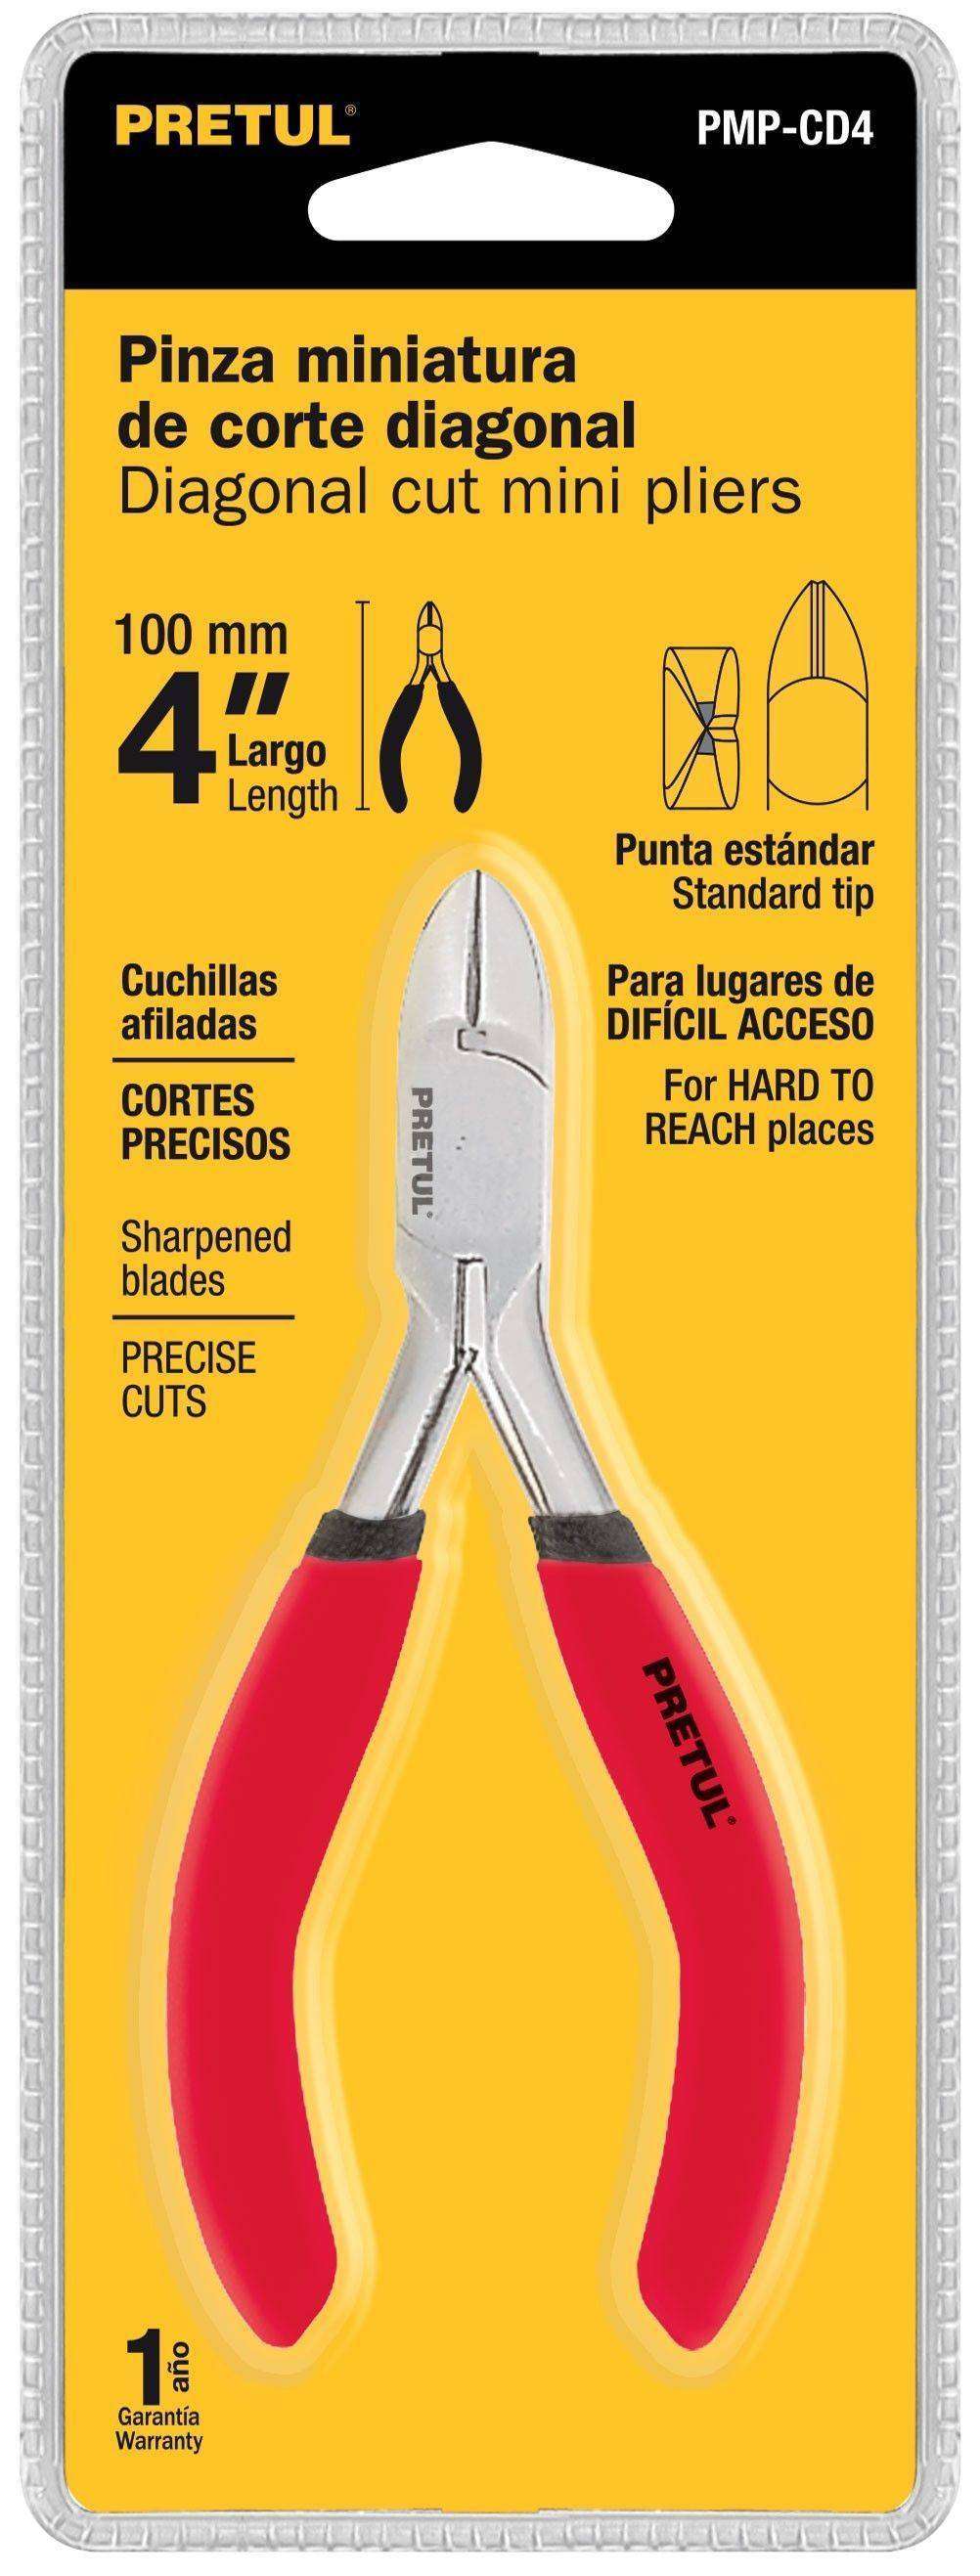 PRETUL®
PMP-CD4
Pinza miniatura
de corte diagonal
Diagonal cut mini pliers
100 mm
4"
Largo
Length
Punta estándar
Standard tip
Cuchillas
afiladas
CORTES
PRECISOS
Sharpened
blades
PRECISE
CUTS
Para lugares de
DIFÍCIL ACCESO
For HARD TO
REACH places
PRETUL®
PRETUL®
1 año
Garantía
Warranty